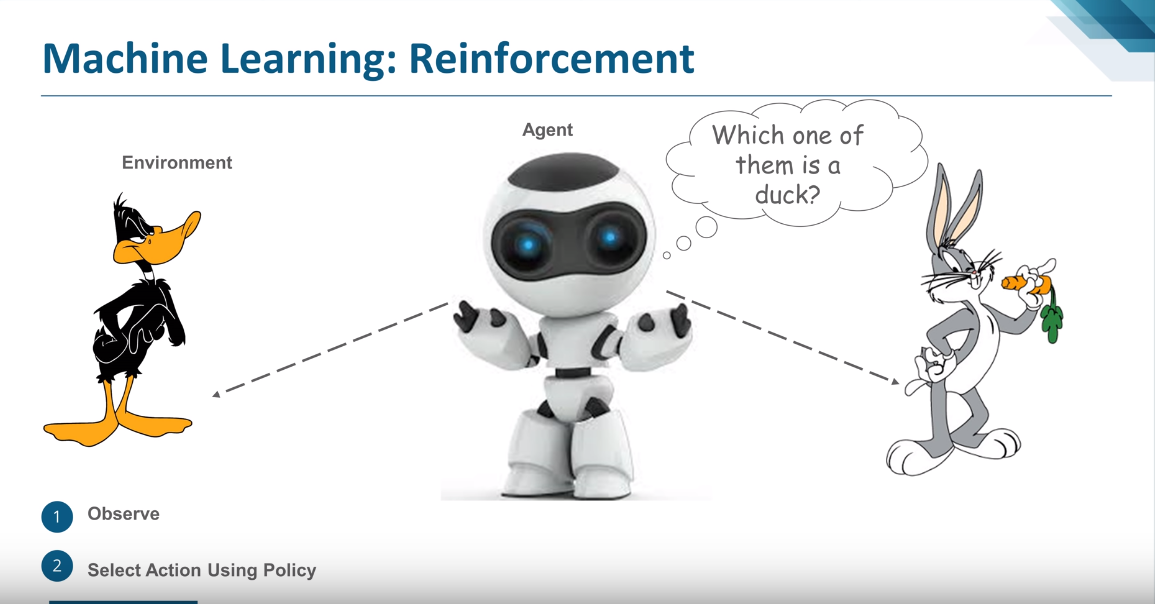 Machine Learning: Reinforcement
Agent
Environment
Which one of
them is a
duck?
1 Observe
2 Select Action Using Policy